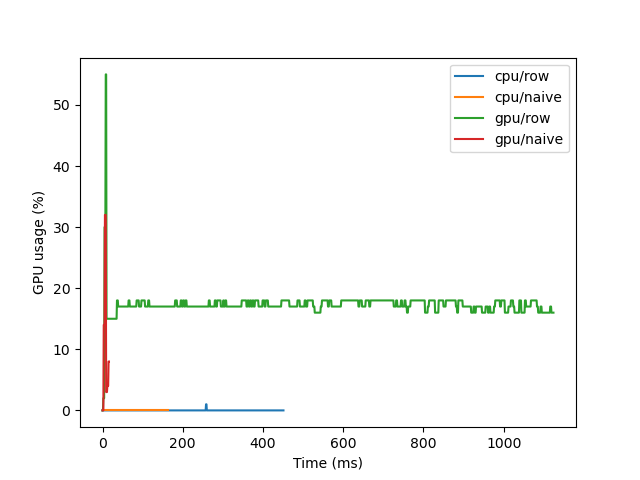 cpu/row
cpu/naive
gpu/row
gpu/naive
GPU usage (%)
50
40
30
20
10
0
0 200 400 600 800 1000
Time (ms)